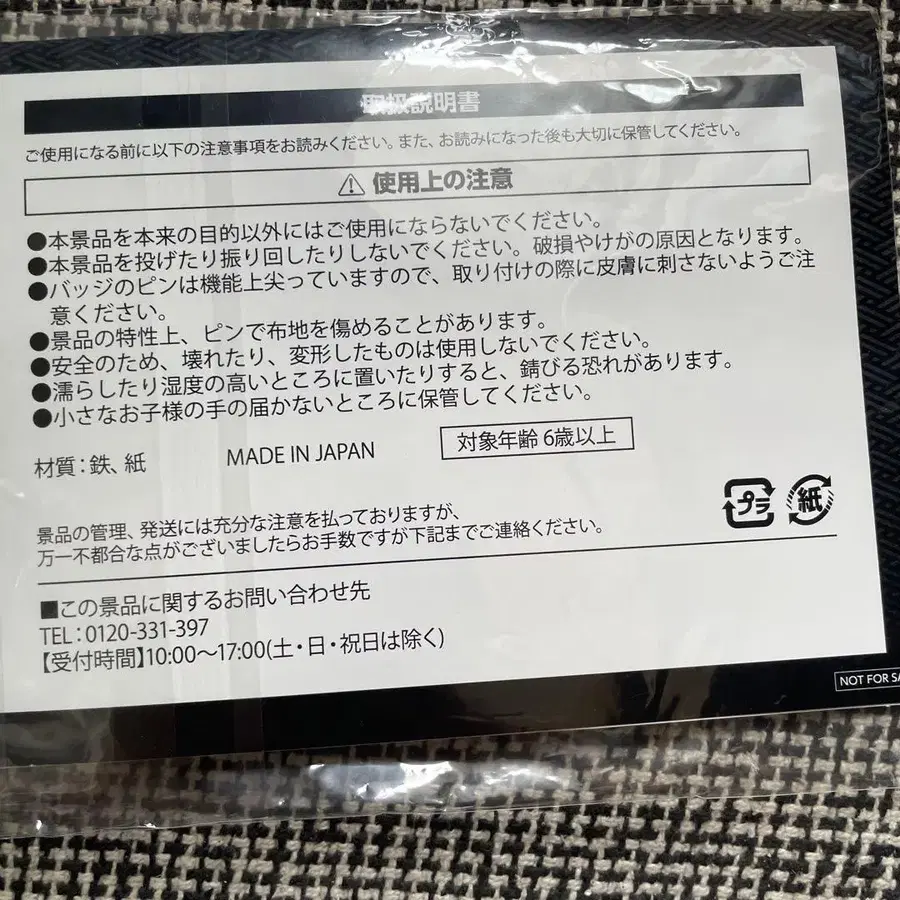 取扱説明書
ご使用になる前に以下の注意事項をお読みください。また、お読みになった後も大切に保管してください。
⚠ 使用上の注意
●本景品を本来の目的以外にはご使用にならないでください。
●本景品を投げたり振り回したりしないでください。破損やけがの原因となります。
●バッジのピンは機能上尖っていますので、取り付けの際に皮膚に刺さないようご注
意ください。
●景品の特性上、ピンで布地を傷めることがあります。
●安全のため、壊れたり、変形したものは使用しないでください。
●濡らしたり湿度の高いところに置いたりすると、錆びる恐れがあります。
●小さなお子様の手の届かないところに保管してください。
材質：鉄、紙 MADE IN JAPAN 対象年齢 6歳以上
プラ 紙
景品の管理、発送には充分な注意を払っておりますが、
万一不都合な点がございましたらお手数ですが下記までご連絡ください。
■この景品に関するお問い合わせ先
TEL：0120-331-397
【受付時間】10:00～17:00(土・日・祝日は除く)
NOT FOR